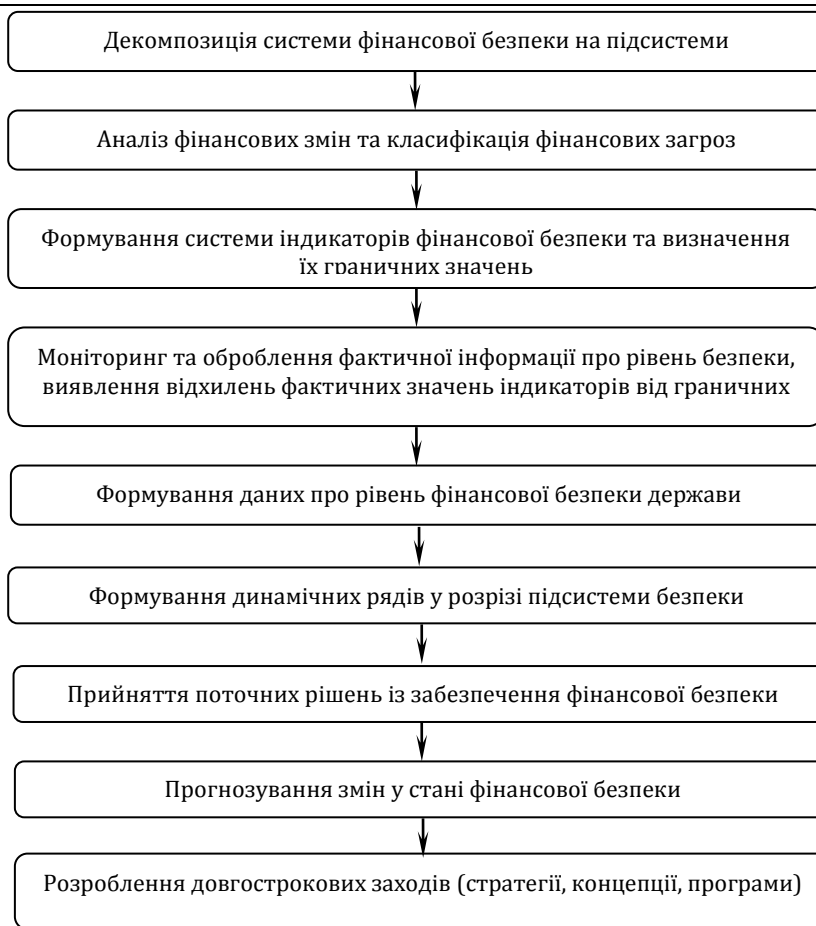 Декомпозиція системи фінансової безпеки на підсистеми
Аналіз фінансових змін та класифікація фінансових загроз
Формування системи індикаторів фінансової безпеки та визначення
їх граничних значень
Моніторинг та оброблення фактичної інформації про рівень безпеки,
виявлення відхилень фактичних значень індикаторів від граничних
Формування даних про рівень фінансової безпеки держави
Формування динамічних рядів у розрізі підсистеми безпеки
Прийняття поточних рішень із забезпечення фінансової безпеки
Прогнозування змін у стані фінансової безпеки
Розроблення довгострокових заходів (стратегії, концепції, програми)